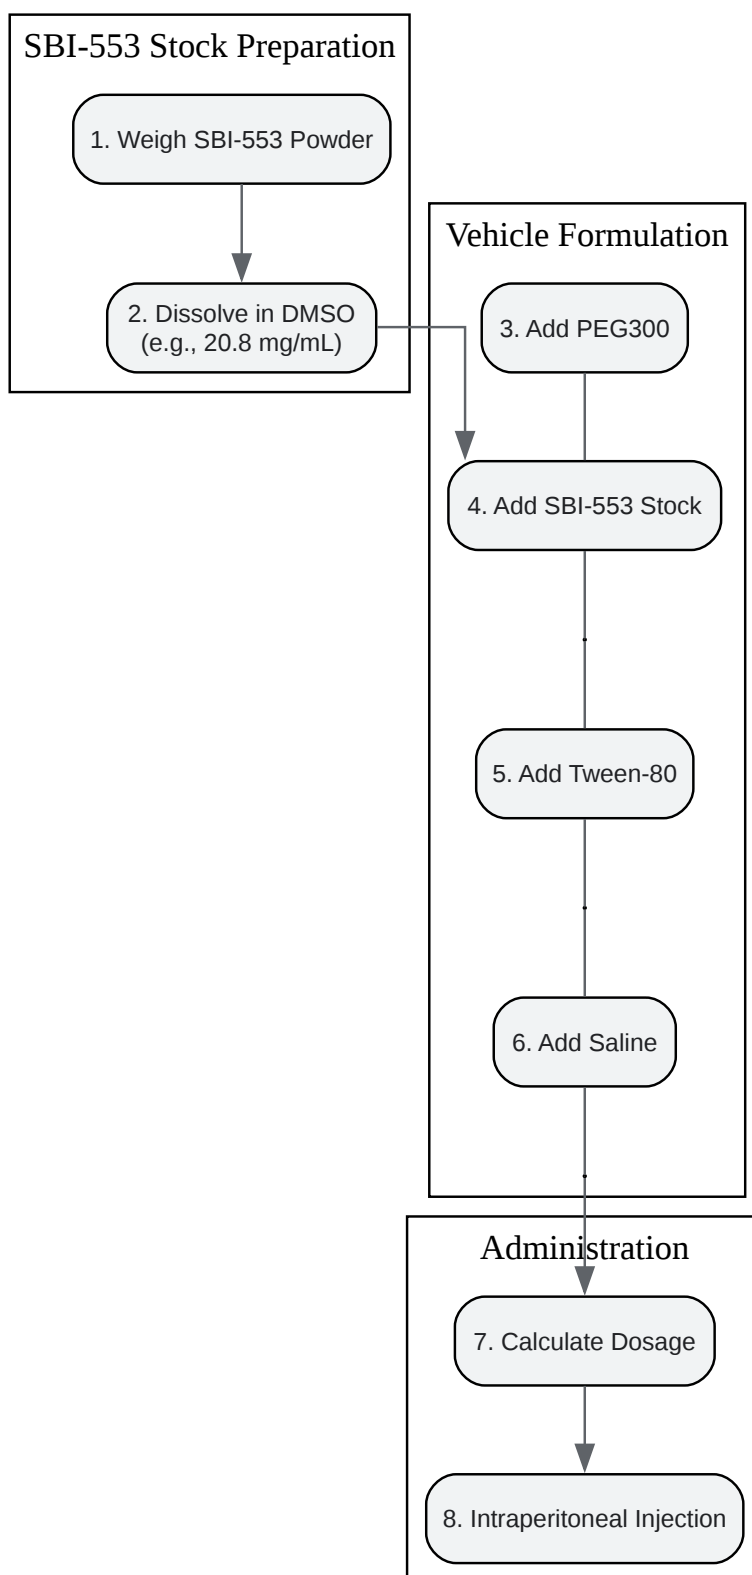 SBI-553 Stock Preparation
1. Weigh SBI-553 Powder
2. Dissolve in DMSO
(e.g., 20.8 mg/mL)
Vehicle Formulation
3. Add PEG300
4. Add SBI-553 Stock
5. Add Tween-80
6. Add Saline
Administration
7. Calculate Dosage
8. Intraperitoneal Injection